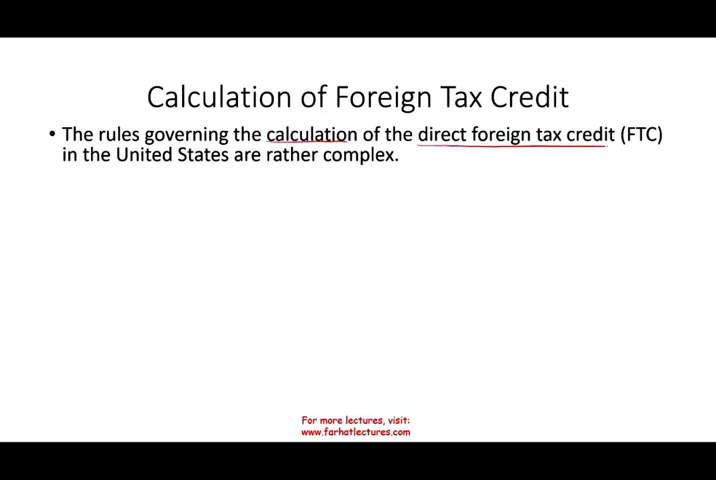 Calculation of Foreign Tax Credit
• The rules governing the calculation of the direct foreign tax credit (FTC)
in the United States are rather complex.
For more lectures, visit:
www.farhatlectures.com